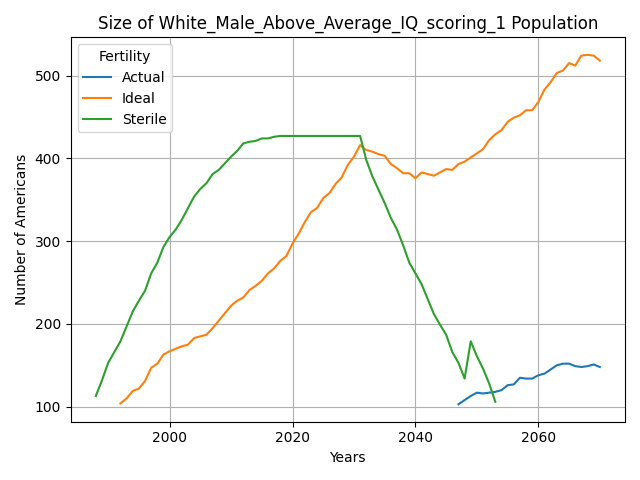 Size of White_Male_Above_Average_IQ_scoring_1 Population
Fertility
Actual
Ideal
Sterile
500
400
300
200
100
Number of Americans
2000 2020 2040 2060
Years